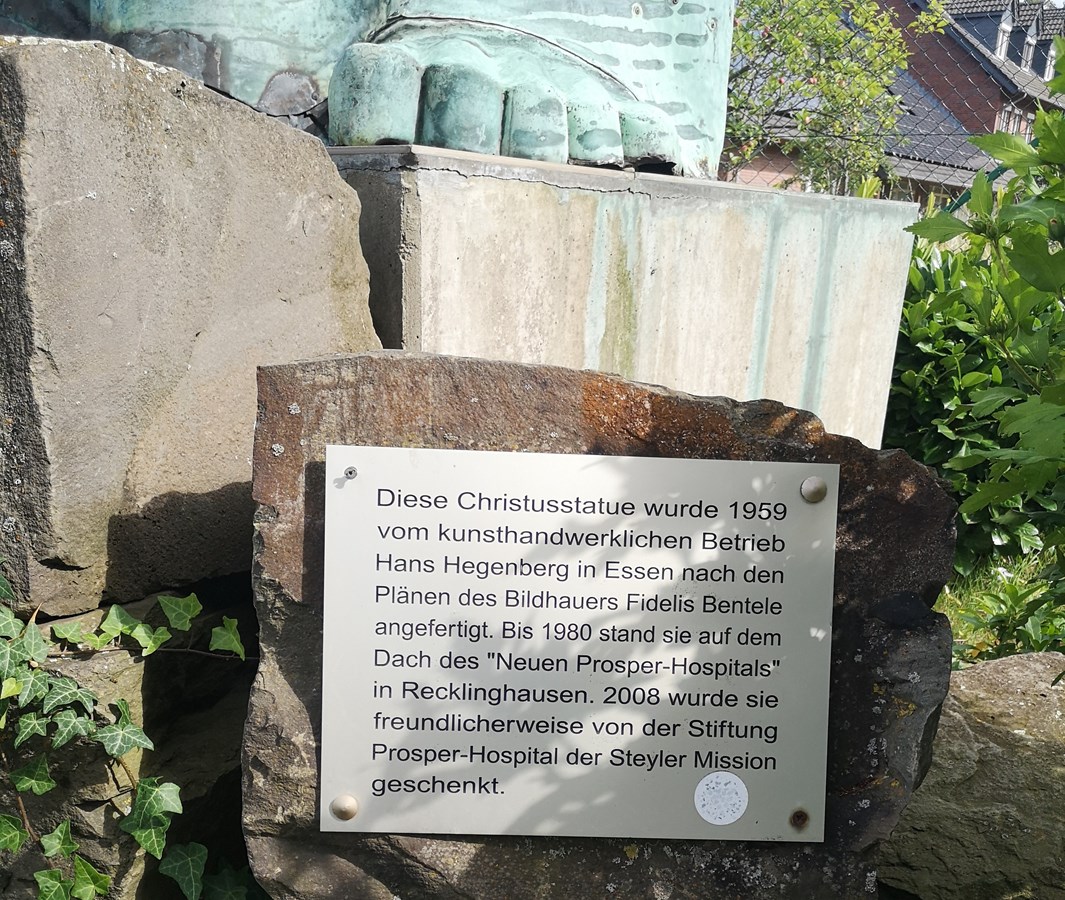 Diese Christusstatue wurde 1959
vom kunsthandwerklichen Betrieb
Hans Hegenberg in Essen nach den
Plänen des Bildhauers Fidelis Bentele
angefertigt. Bis 1980 stand sie auf dem
Dach des "Neuen Prosper-Hospitals"
in Recklinghausen. 2008 wurde sie
freundlicherweise von der Stiftung
Prosper-Hospital der Steyler Mission
geschenkt.